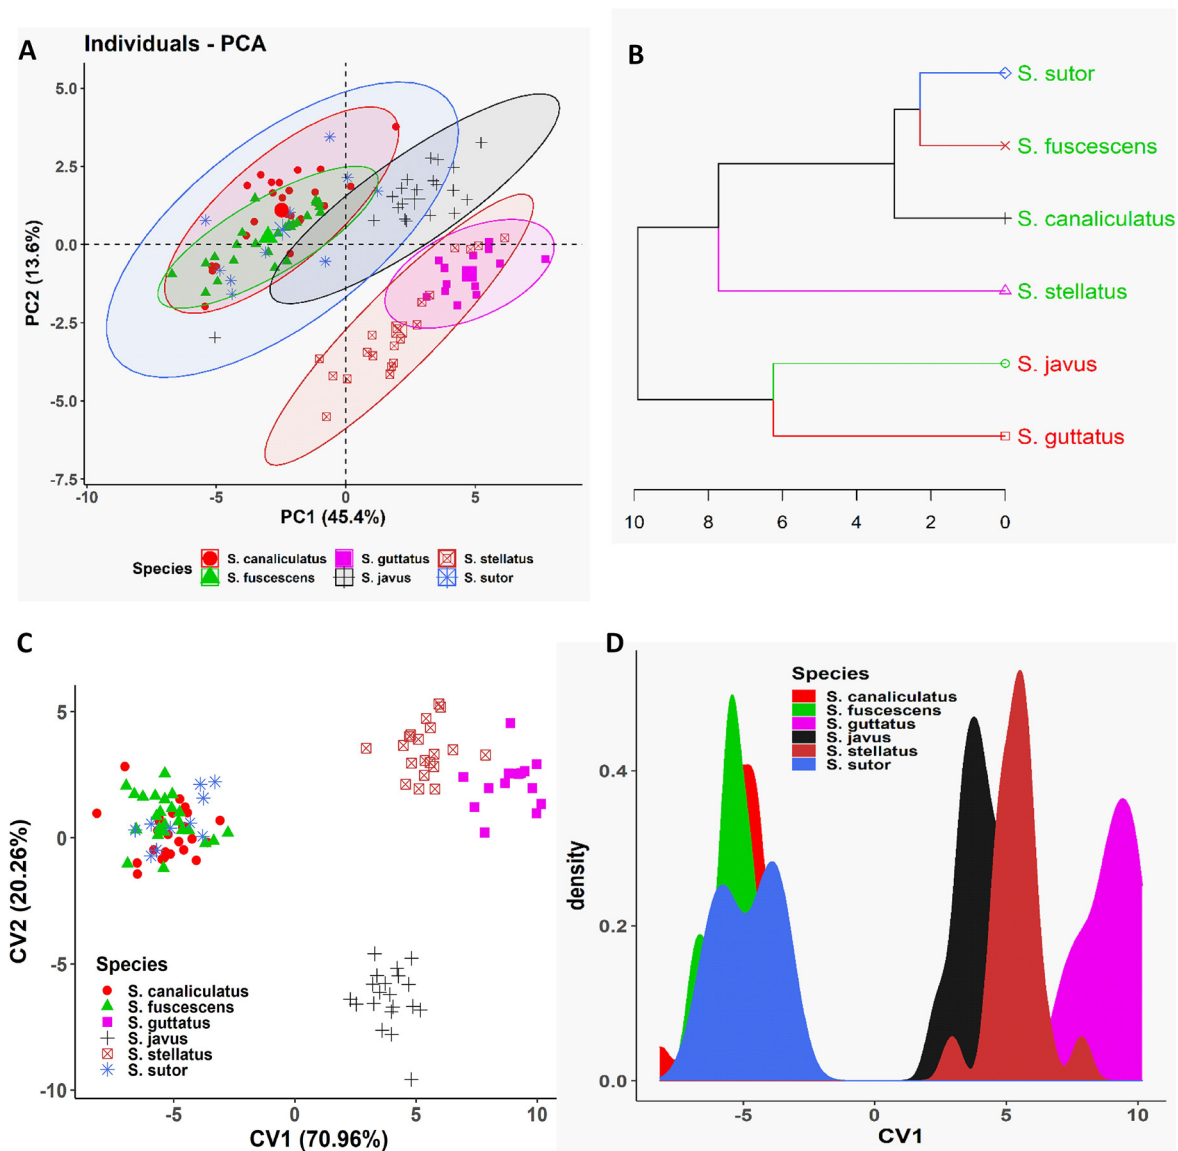 A
Individuals - PCA
5.0
2.5
0.0
-2.5
-5.0
-7.5
-10
-5
0
5
PC2 (13.6%)
PC1 (45.4%)
Species
S. canaliculatus
S. guttatus
S. stellatus
S. fuscescens
S. javus
S. sutor
B
S. sutor
S. fuscescens
S. canaliculatus
S. stellatus
S. javus
S. guttatus
10
8
6
4
2
0
C
5
0
-5
-10
-5
0
5
10
CV2 (20.26%)
CV1 (70.96%)
Species
S. canaliculatus
S. fuscescens
S. guttatus
S. javus
S. stellatus
S. sutor
D
Species
S. canaliculatus
S. fuscescens
S. guttatus
S. javus
S. stellatus
S. sutor
0.4
0.2
0.0
-5
0
5
10
density
CV1